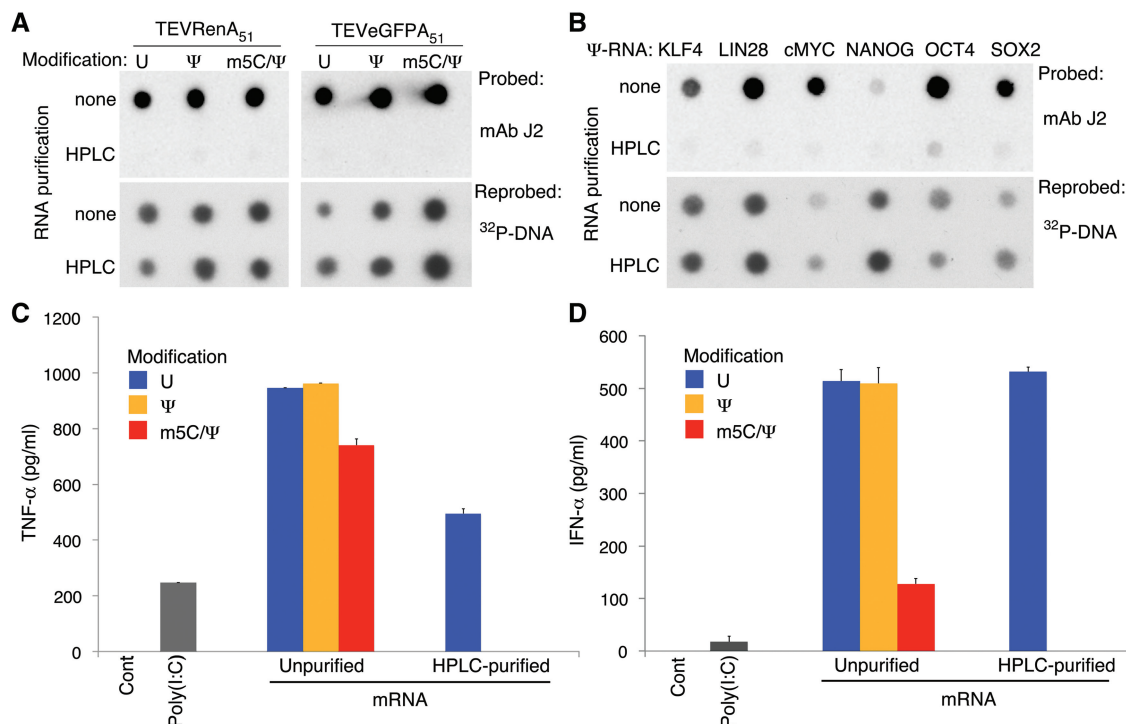 A
TEVRenA51
TEVeGFPA51
Modification: U Ψ m5C/Ψ U Ψ m5C/Ψ
Probed:
none
mAb J2
HPLC
RNA purification
Reprobed:
none
32P-DNA
HPLC
B
Ψ-RNA: KLF4 LIN28 cMYC NANOG OCT4 SOX2
Probed:
none
mAb J2
HPLC
RNA purification
Reprobed:
none
32P-DNA
HPLC
C
1200
1000
800
600
400
200
0
TNF-α (pg/ml)
Modification
U
Ψ
m5C/Ψ
Cont
Poly(I:C)
Unpurified
HPLC-purified
mRNA
D
600
500
400
300
200
100
0
IFN-α (pg/ml)
Modification
U
Ψ
m5C/Ψ
Cont
Poly(I:C)
Unpurified
HPLC-purified
mRNA